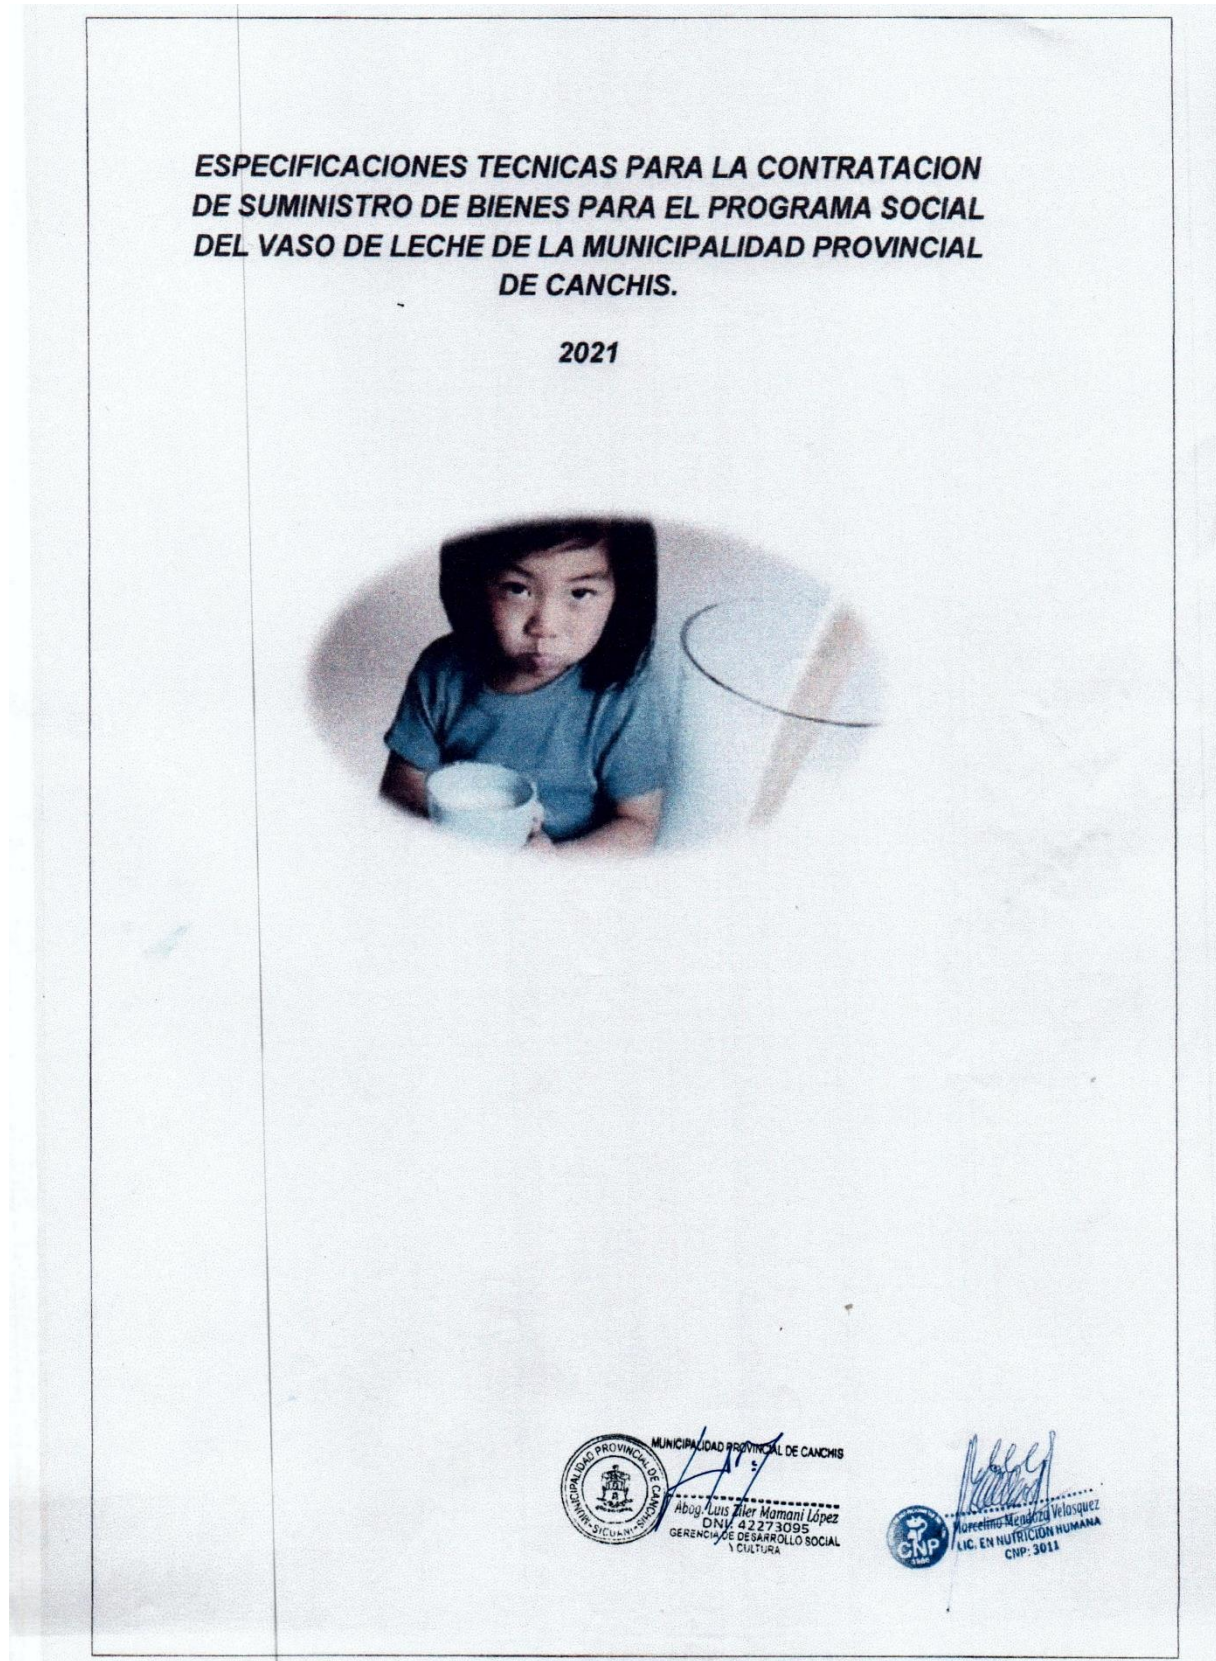 ESPECIFICACIONES TECNICAS PARA LA CONTRATACION
DE SUMINISTRO DE BIENES PARA EL PROGRAMA SOCIAL
DEL VASO DE LECHE DE LA MUNICIPALIDAD PROVINCIAL
DE CANCHIS.
2021
MUNICIPALIDAD PROVINCIAL DE CANCHIS
SICUANI
MUNICIPALIDAD PROVINCIAL DE CANCHIS
Abog. Luis Ziler Mamani López
DNI: 42273095
GERENCIA DE DESARROLLO SOCIAL
Y CULTURA
CNP
Marcelino Mendoza Velasquez
LIC. EN NUTRICIÓN HUMANA
CNP: 3011